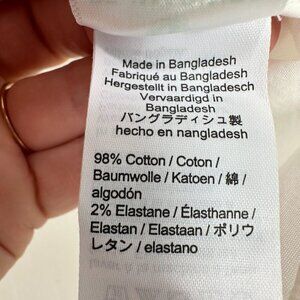 Made in Bangladesh
Fabriqué au Bangladesh
Hergestellt in Bangladesch
Vervaardigd in
Bangladesh
バングラディシュ製
hecho en nangladesh
98% Cotton / Coton /
Baumwolle / Katoen / 綿 /
algodón
2% Elastane / Élasthanne /
Elastan / Elastaan / ポリウ
レタン / elastano